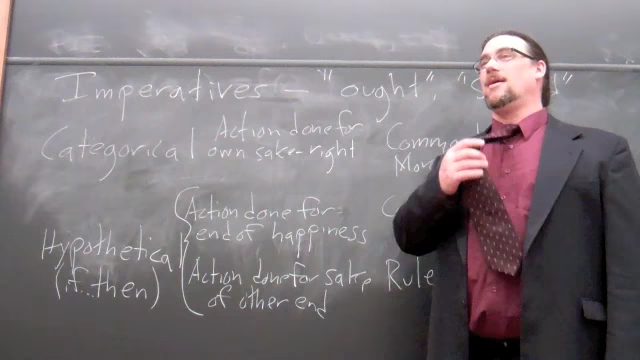 Imperatives - "ought", "S
Categorical Action done for
own sake-right
Comma
Mor
Action done for
end of happiness
C
Hypothetical
(if...then)
Action done for sake
of other end
Rule